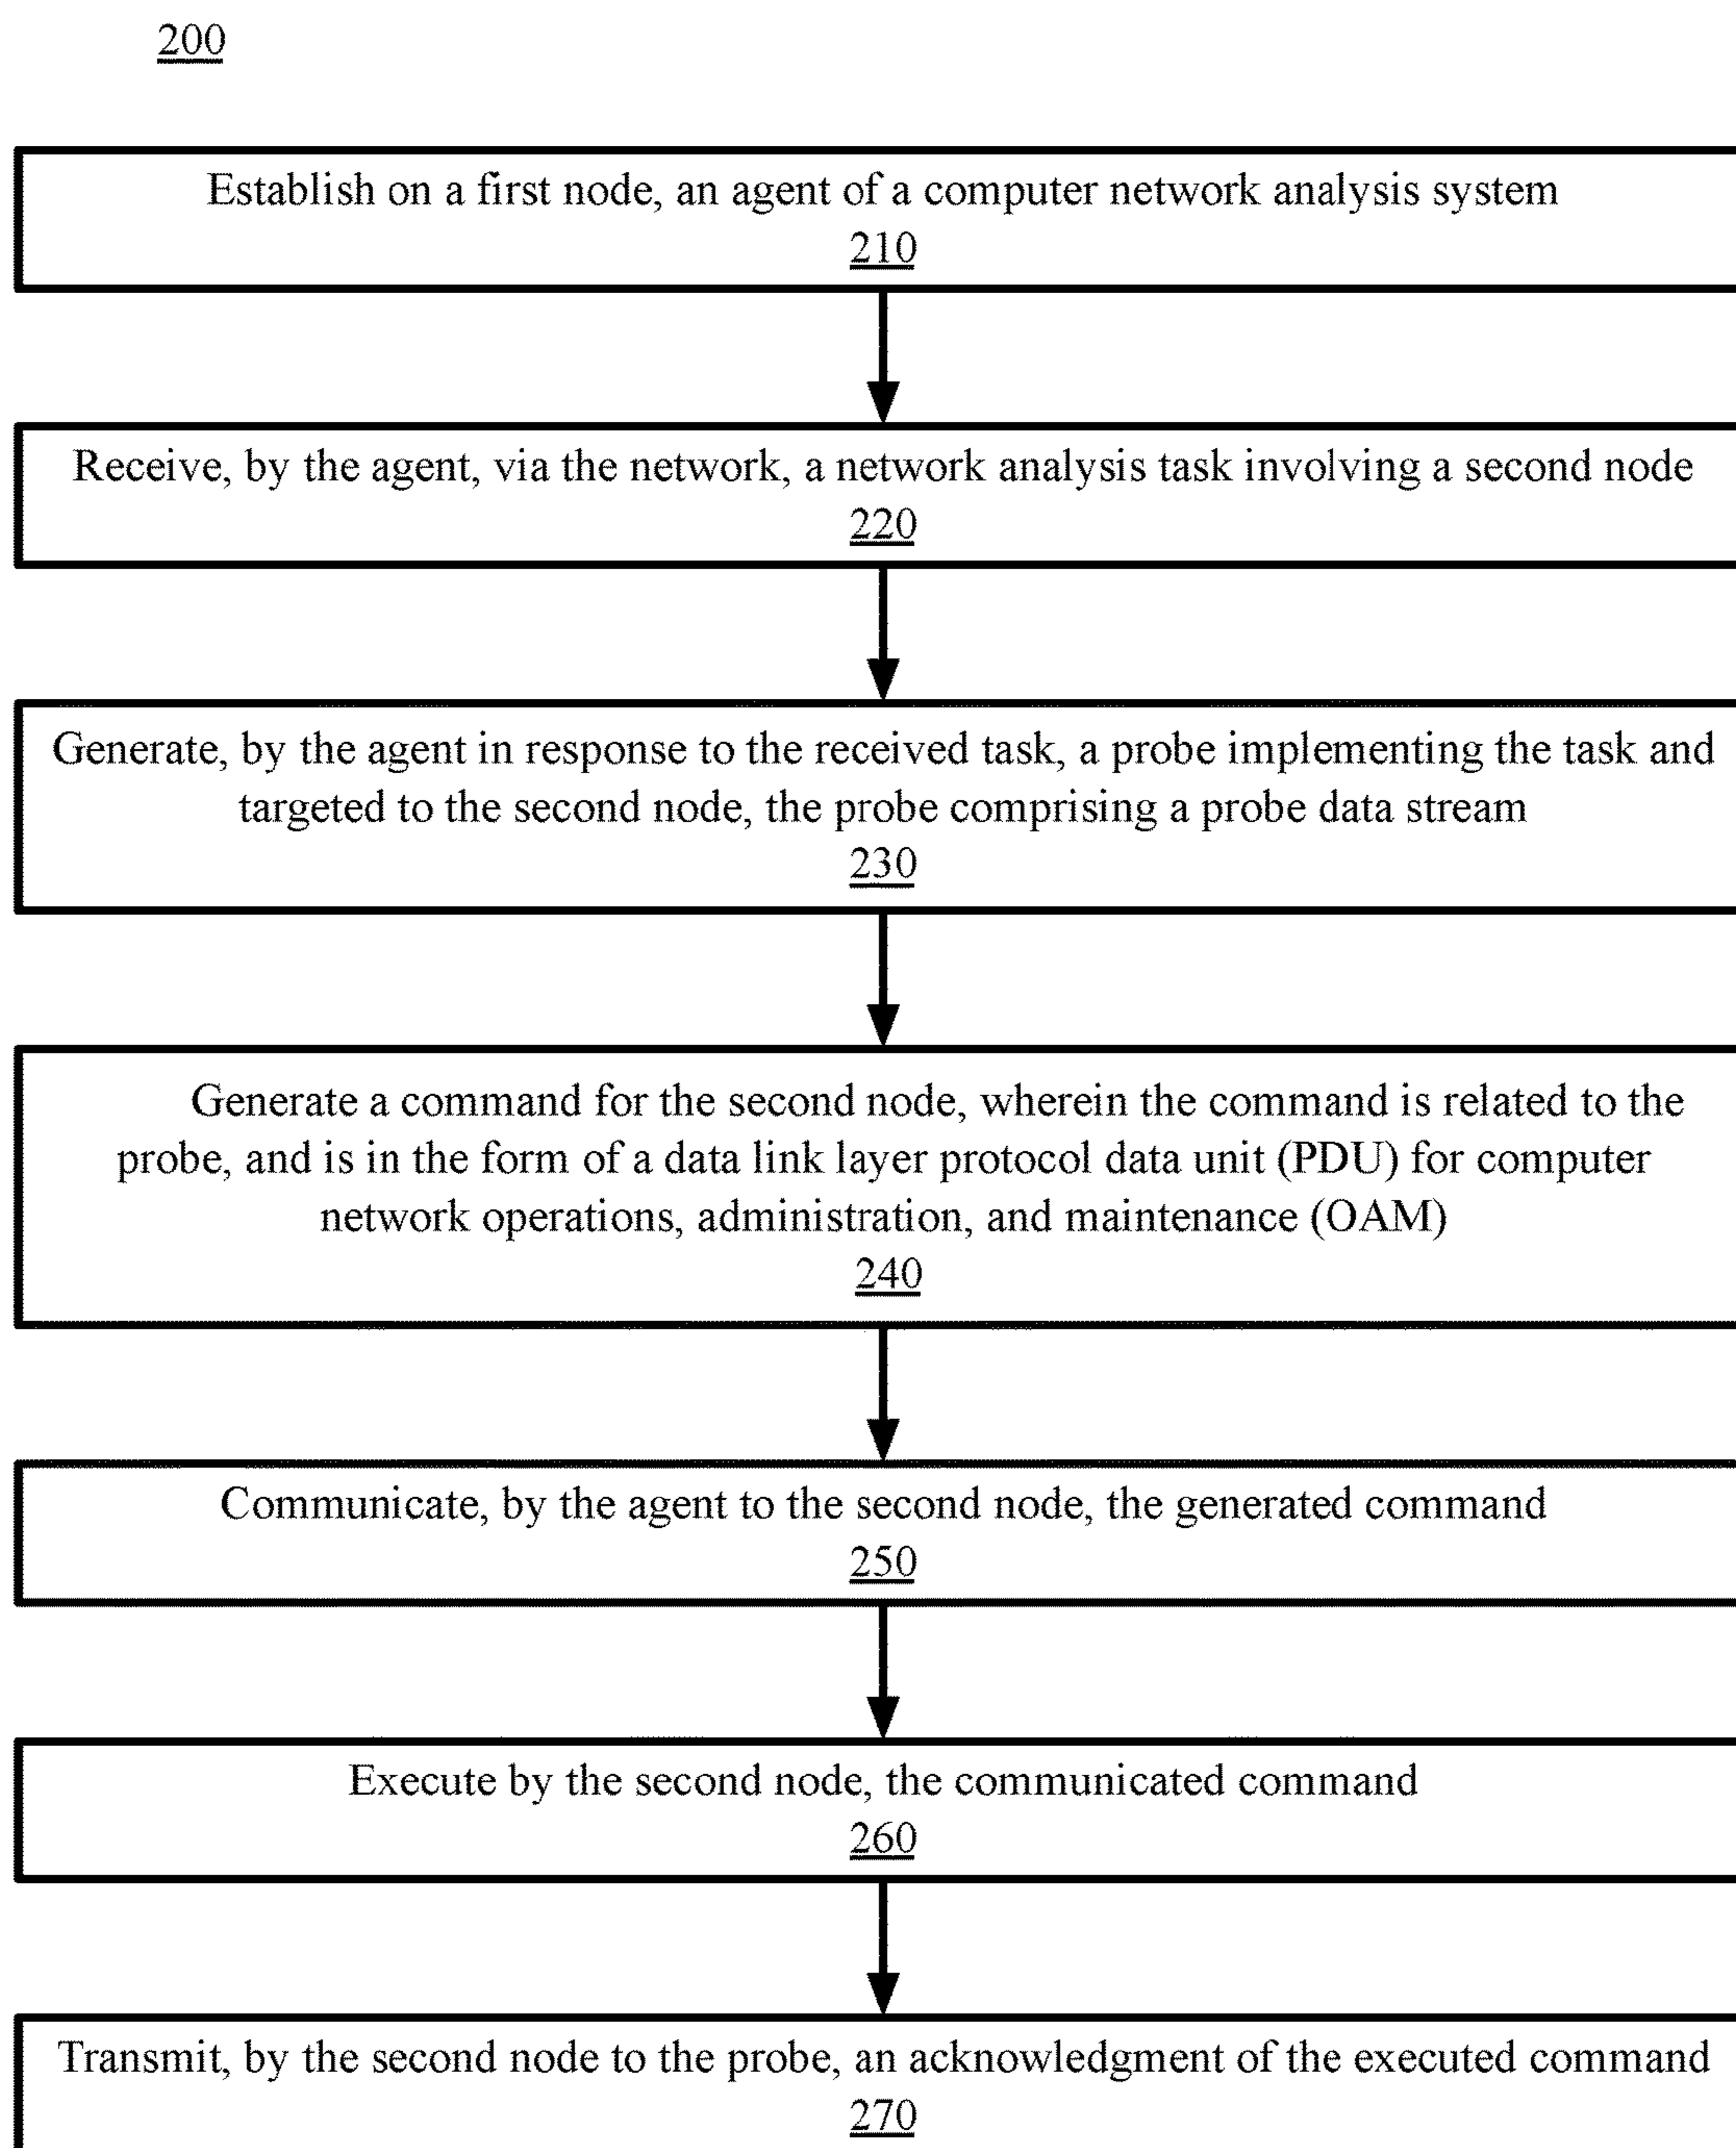 200
Establish on a first node, an agent of a computer network analysis system
210
Receive, by the agent, via the network, a network analysis task involving a second node
220
Generate, by the agent in response to the received task, a probe implementing the task and
targeted to the second node, the probe comprising a probe data stream
230
Generate a command for the second node, wherein the command is related to the
probe, and is in the form of a data link layer protocol data unit (PDU) for computer
network operations, administration, and maintenance (OAM)
240
Communicate, by the agent to the second node, the generated command
250
Execute by the second node, the communicated command
260
Transmit, by the second node to the probe, an acknowledgment of the executed command
270